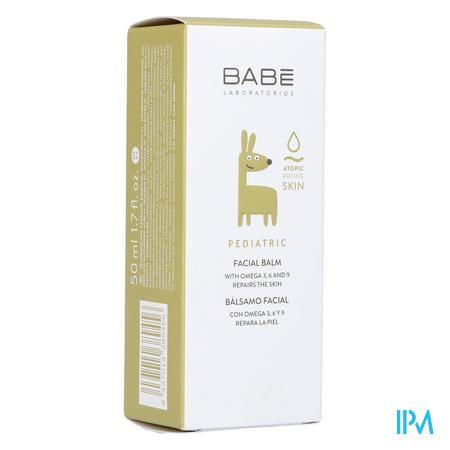 BABĒ
LABORATORIOS
ATOPIC
PRONE
SKIN
PEDIATRIC
FACIAL BALM
WITH OMEGA 3, 6 AND 9
REPAIRS THE SKIN
BÁLSAMO FACIAL
CON OMEGA 3, 6 Y 9
REPARA LA PIEL
50 ml 1.7 fl. oz.
IPM